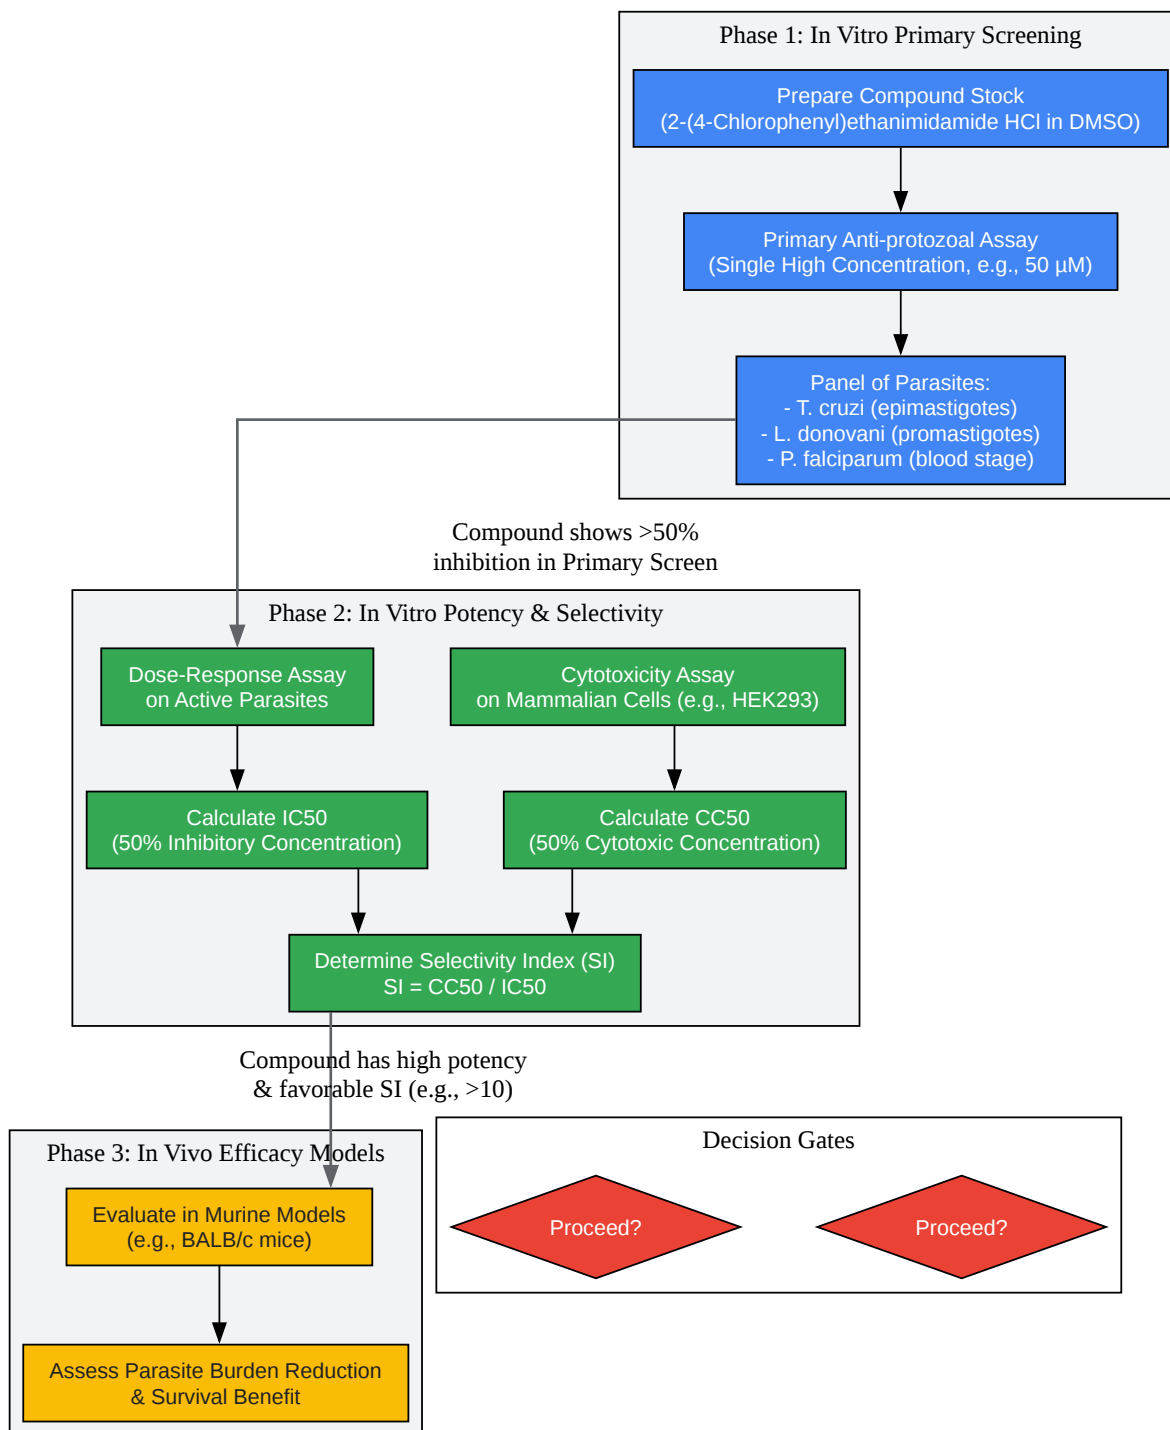 Phase 1: In Vitro Primary Screening
Prepare Compound Stock
(2-(4-Chlorophenyl)ethanimidamide HCl in DMSO)
Primary Anti-protozoal Assay
(Single High Concentration, e.g., 50 µM)
Panel of Parasites:
- T. cruzi (epimastigotes)
- L. donovani (promastigotes)
- P. falciparum (blood stage)
Compound shows >50%
inhibition in Primary Screen
Phase 2: In Vitro Potency & Selectivity
Dose-Response Assay
on Active Parasites
Cytotoxicity Assay
on Mammalian Cells (e.g., HEK293)
Calculate IC50
(50% Inhibitory Concentration)
Calculate CC50
(50% Cytotoxic Concentration)
Determine Selectivity Index (SI)
SI = CC50 / IC50
Compound has high potency
& favorable SI (e.g., >10)
Phase 3: In Vivo Efficacy Models
Evaluate in Murine Models
(e.g., BALB/c mice)
Assess Parasite Burden Reduction
& Survival Benefit
Decision Gates
Proceed?
Proceed?